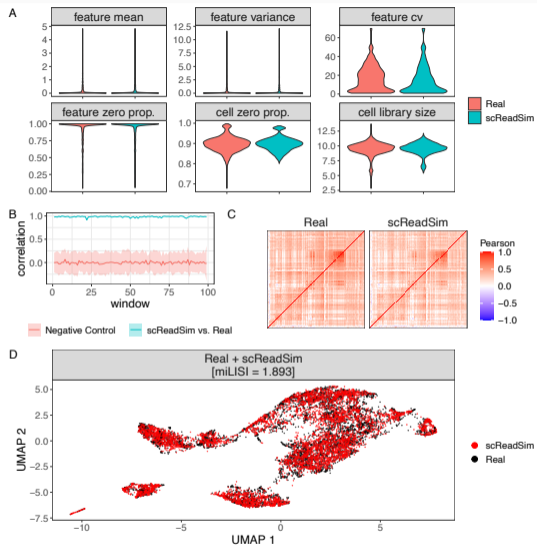 A
feature mean
feature variance
feature cv
5
4
3
2
1
0
12.5
10.0
7.5
5.0
2.5
0.0
60
40
20
0
Real
scReadSim
feature zero prop.
cell zero prop.
cell library size
1.00
0.75
0.50
0.25
0.00
1.0
0.9
0.8
0.7
12.5
10.0
7.5
5.0
2.5
B
correlation
1.0
0.5
0.0
0
25
50
75
100
window
Negative Control
scReadSim vs. Real
C
Real
scReadSim
Pearson
1.0
0.5
0.0
−0.5
−1.0
D
Real + scReadSim
[miLISI = 1.893]
UMAP 2
5.0
2.5
0.0
−2.5
−5.0
−7.5
−10
−5
0
5
UMAP 1
scReadSim
Real